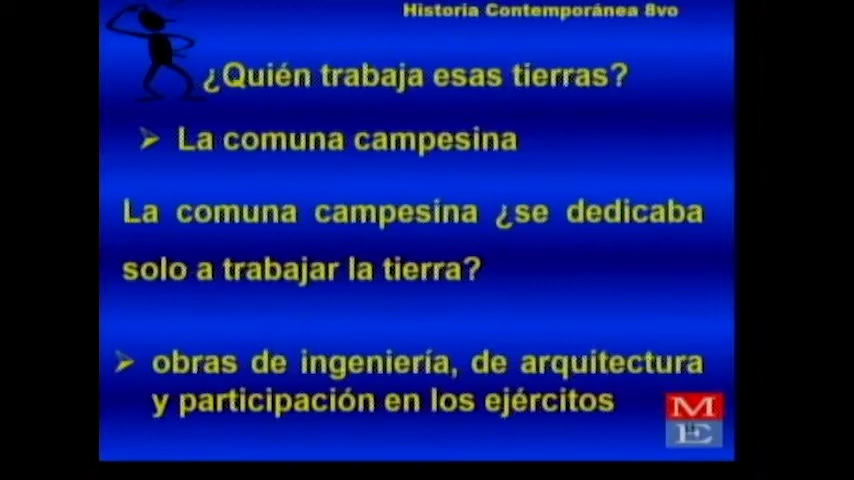 Historia Contemporánea 8vo
¿Quién trabaja esas tierras?
La comuna campesina
La comuna campesina ¿se dedicaba
solo a trabajar la tierra?
obras de ingeniería, de arquitectura
y participación en los ejércitos
M
E